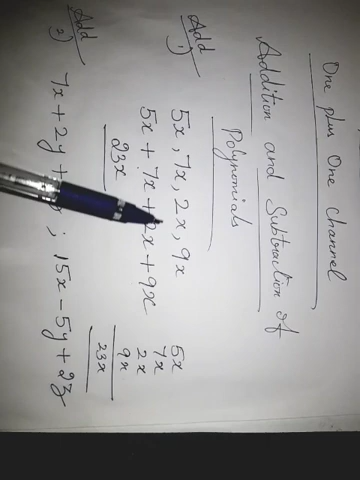 One plus One Channel
Addition and Subtraction of
Polynomials
Add
1) 5x, 7x, 2x, 9x
5x + 7x + 2x + 9x
23x
5x
7x
2x
9x
23x
Add
2) 7x + 2y + ; 15x - 5y + 2z